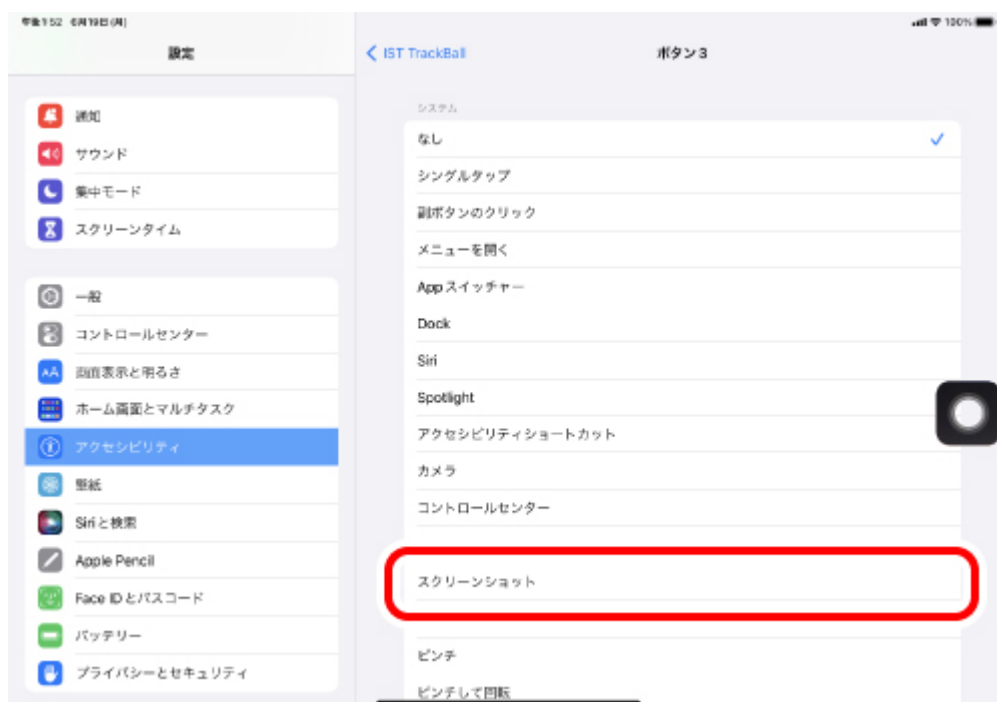 午後1:52 6月19日(月)
100%
設定
IST TrackBall
ボタン3
通知
サウンド
集中モード
スクリーンタイム
一般
コントロールセンター
画面表示と明るさ
ホーム画面とマルチタスク
アクセシビリティ
壁紙
Siriと検索
Apple Pencil
Face IDとパスコード
バッテリー
プライバシーとセキュリティ
システム
なし
シングルタップ
副ボタンのクリック
メニューを開く
Appスイッチャー
Dock
Siri
Spotlight
アクセシビリティショートカット
カメラ
コントロールセンター
スクリーンショット
ピンチ
ピンチして回転